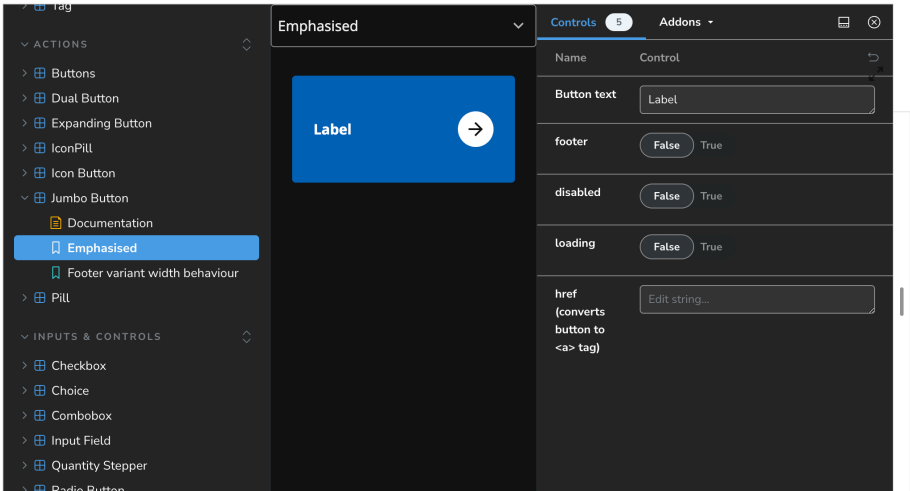 Tag
ACTIONS
Buttons
Dual Button
Expanding Button
IconPill
Icon Button
Jumbo Button
Documentation
Emphasised
Footer variant width behaviour
Pill
INPUTS & CONTROLS
Checkbox
Choice
Combobox
Input Field
Quantity Stepper
Radio Button
Emphasised
Label
Controls 5 Addons
Name Control
Button text Label
footer False True
disabled False True
loading False True
href Edit string...
(converts
button to
<a> tag)